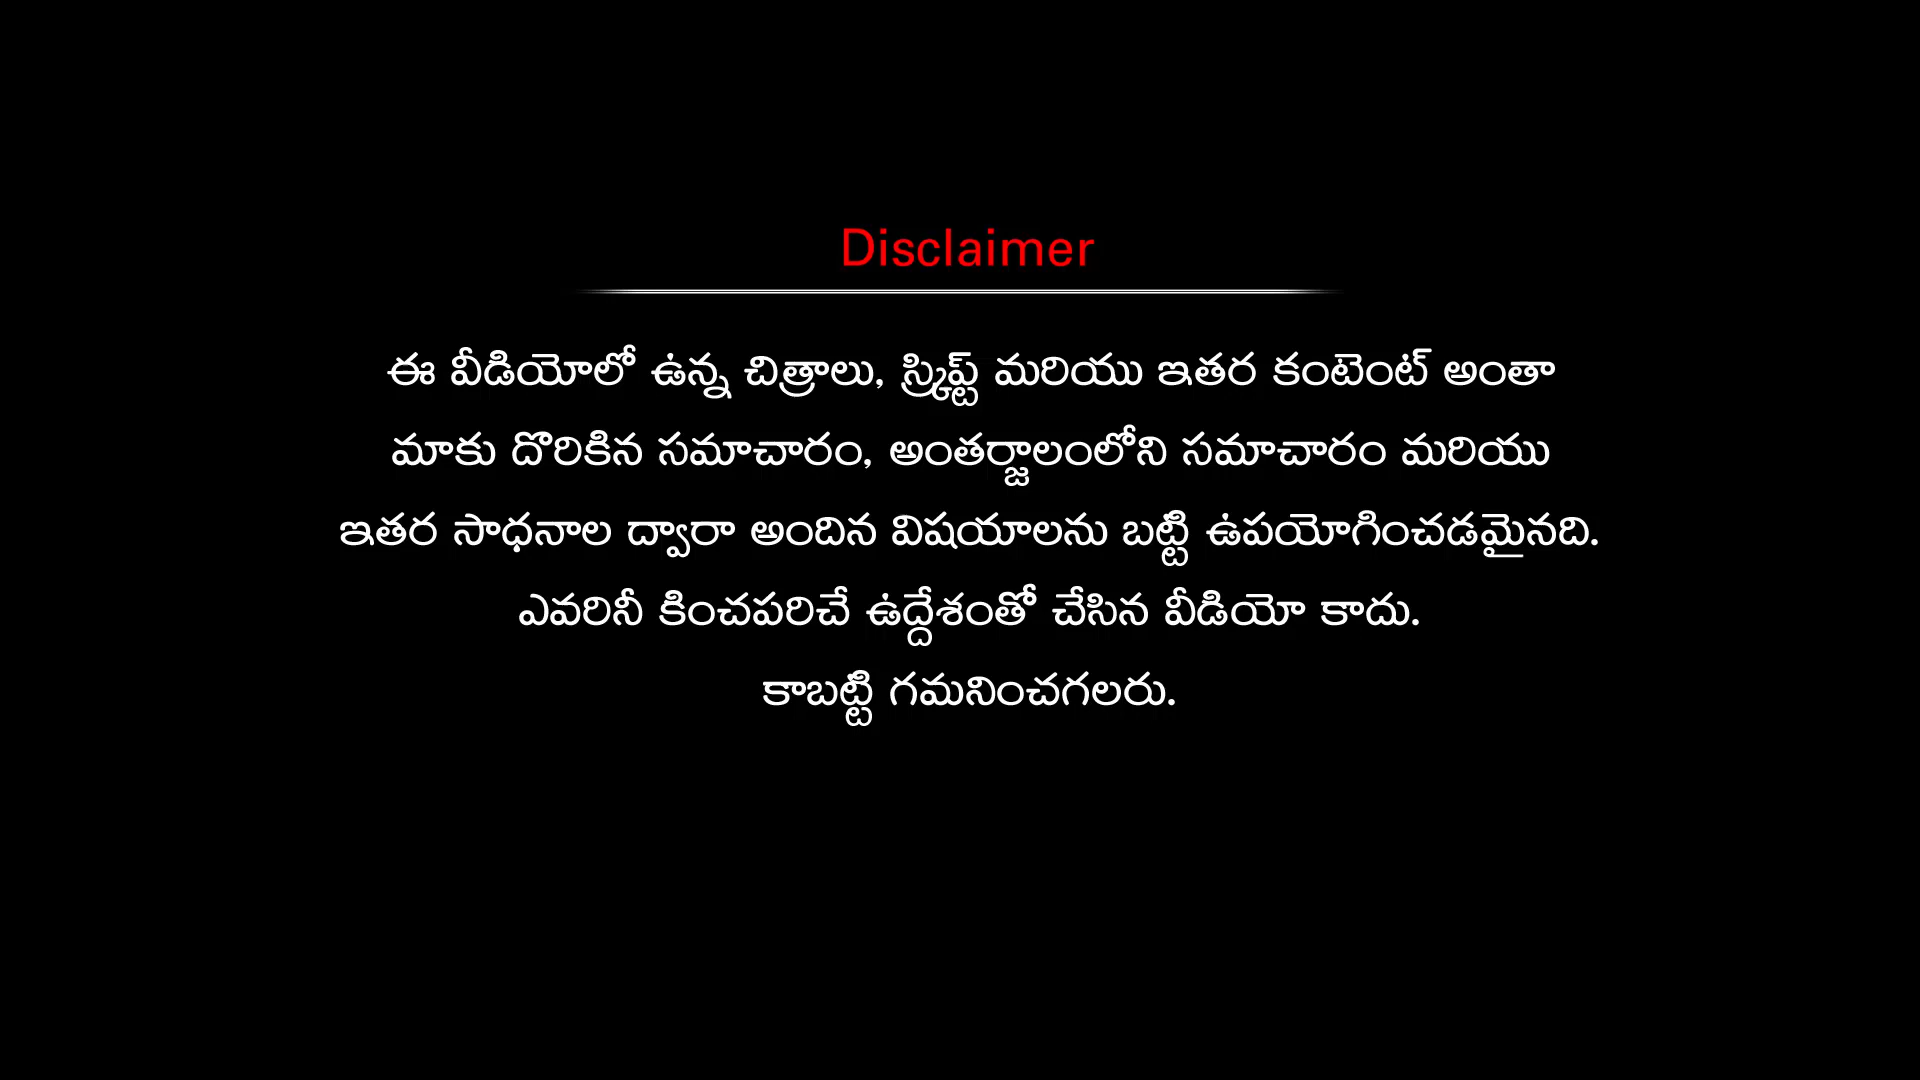 Disclaimer
ఈ వీడియోలో ఉన్న చిత్రాలు, స్క్రిప్ట్ మరియు ఇతర కంటెంట్ అంతా
మాకు దొరికిన సమాచారం, అంతర్జాలంలోని సమాచారం మరియు
ఇతర సాధనాల ద్వారా అందిన విషయాలను బట్టి ఉపయోగించడమైనది.
ఎవరినీ కించపరిచే ఉద్దేశంతో చేసిన వీడియో కాదు.
కాబట్టి గమనించగలరు.